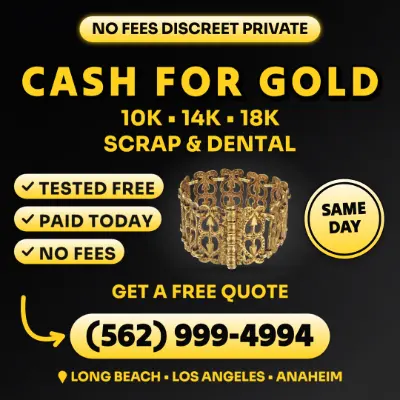 NO FEES DISCREET PRIVATE
CASH FOR GOLD
10K ▪ 14K ▪ 18K
SCRAP & DENTAL
✓ TESTED FREE
✓ PAID TODAY
✓ NO FEES
SAME
DAY
GET A FREE QUOTE
(562) 999-4994
LONG BEACH ▪ LOS ANGELES ▪ ANAHEIM